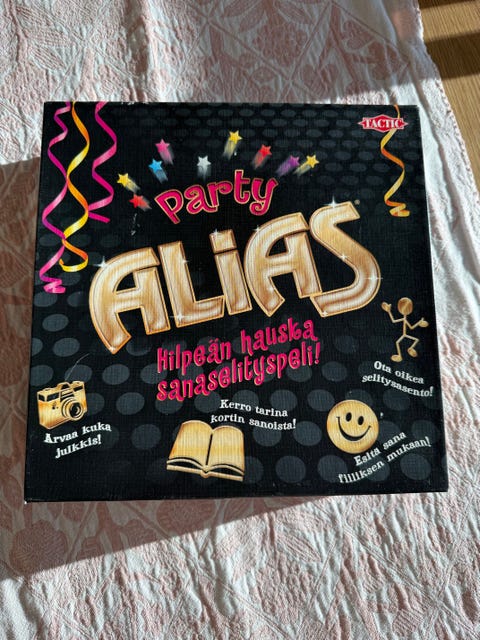 TACTIC
Party
ALIAS
Hilpeän hauska
sanaselityspeli!
Ota oikea
selitysasento!
Kerro tarina
kortin sanoista!
Arvaa kuka
julkkis!
Esitä sana
fiiliksen mukaan!